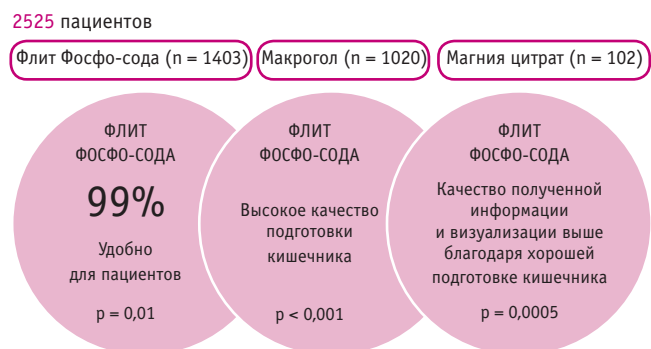 2525 пациентов
Флит Фосфо-сода (n = 1403)
Макрогол (n = 1020)
Магния цитрат (n = 102)
ФЛИТ
ФОСФО-СОДА
99%
Удобно
для пациентов
p = 0,01
ФЛИТ
ФОСФО-СОДА
Высокое качество
подготовки
кишечника
p < 0,001
ФЛИТ
ФОСФО-СОДА
Качество полученной
информации
и визуализации выше
благодаря хорошей
подготовке кишечника
p = 0,0005